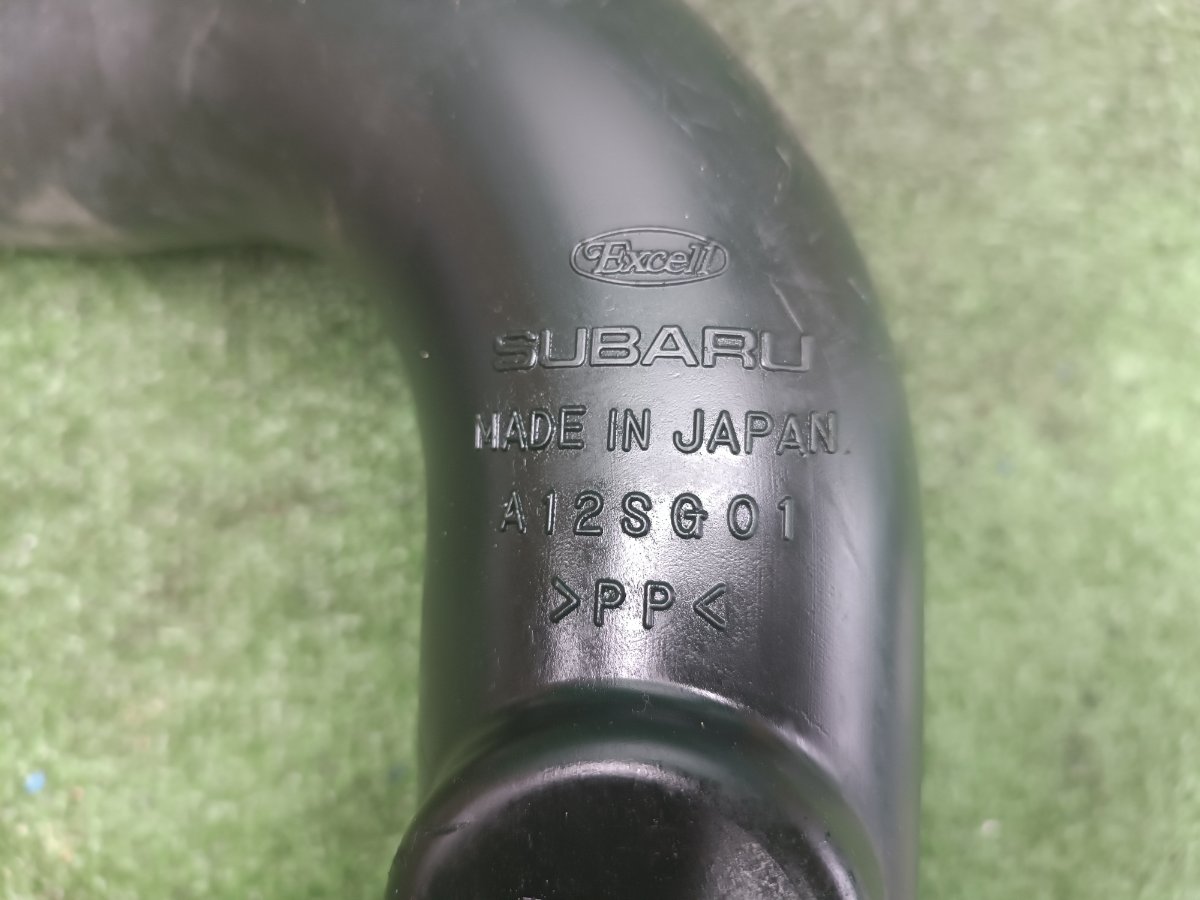 Excell
SUBARU
MADE IN JAPAN.
A12SG01
>PP<